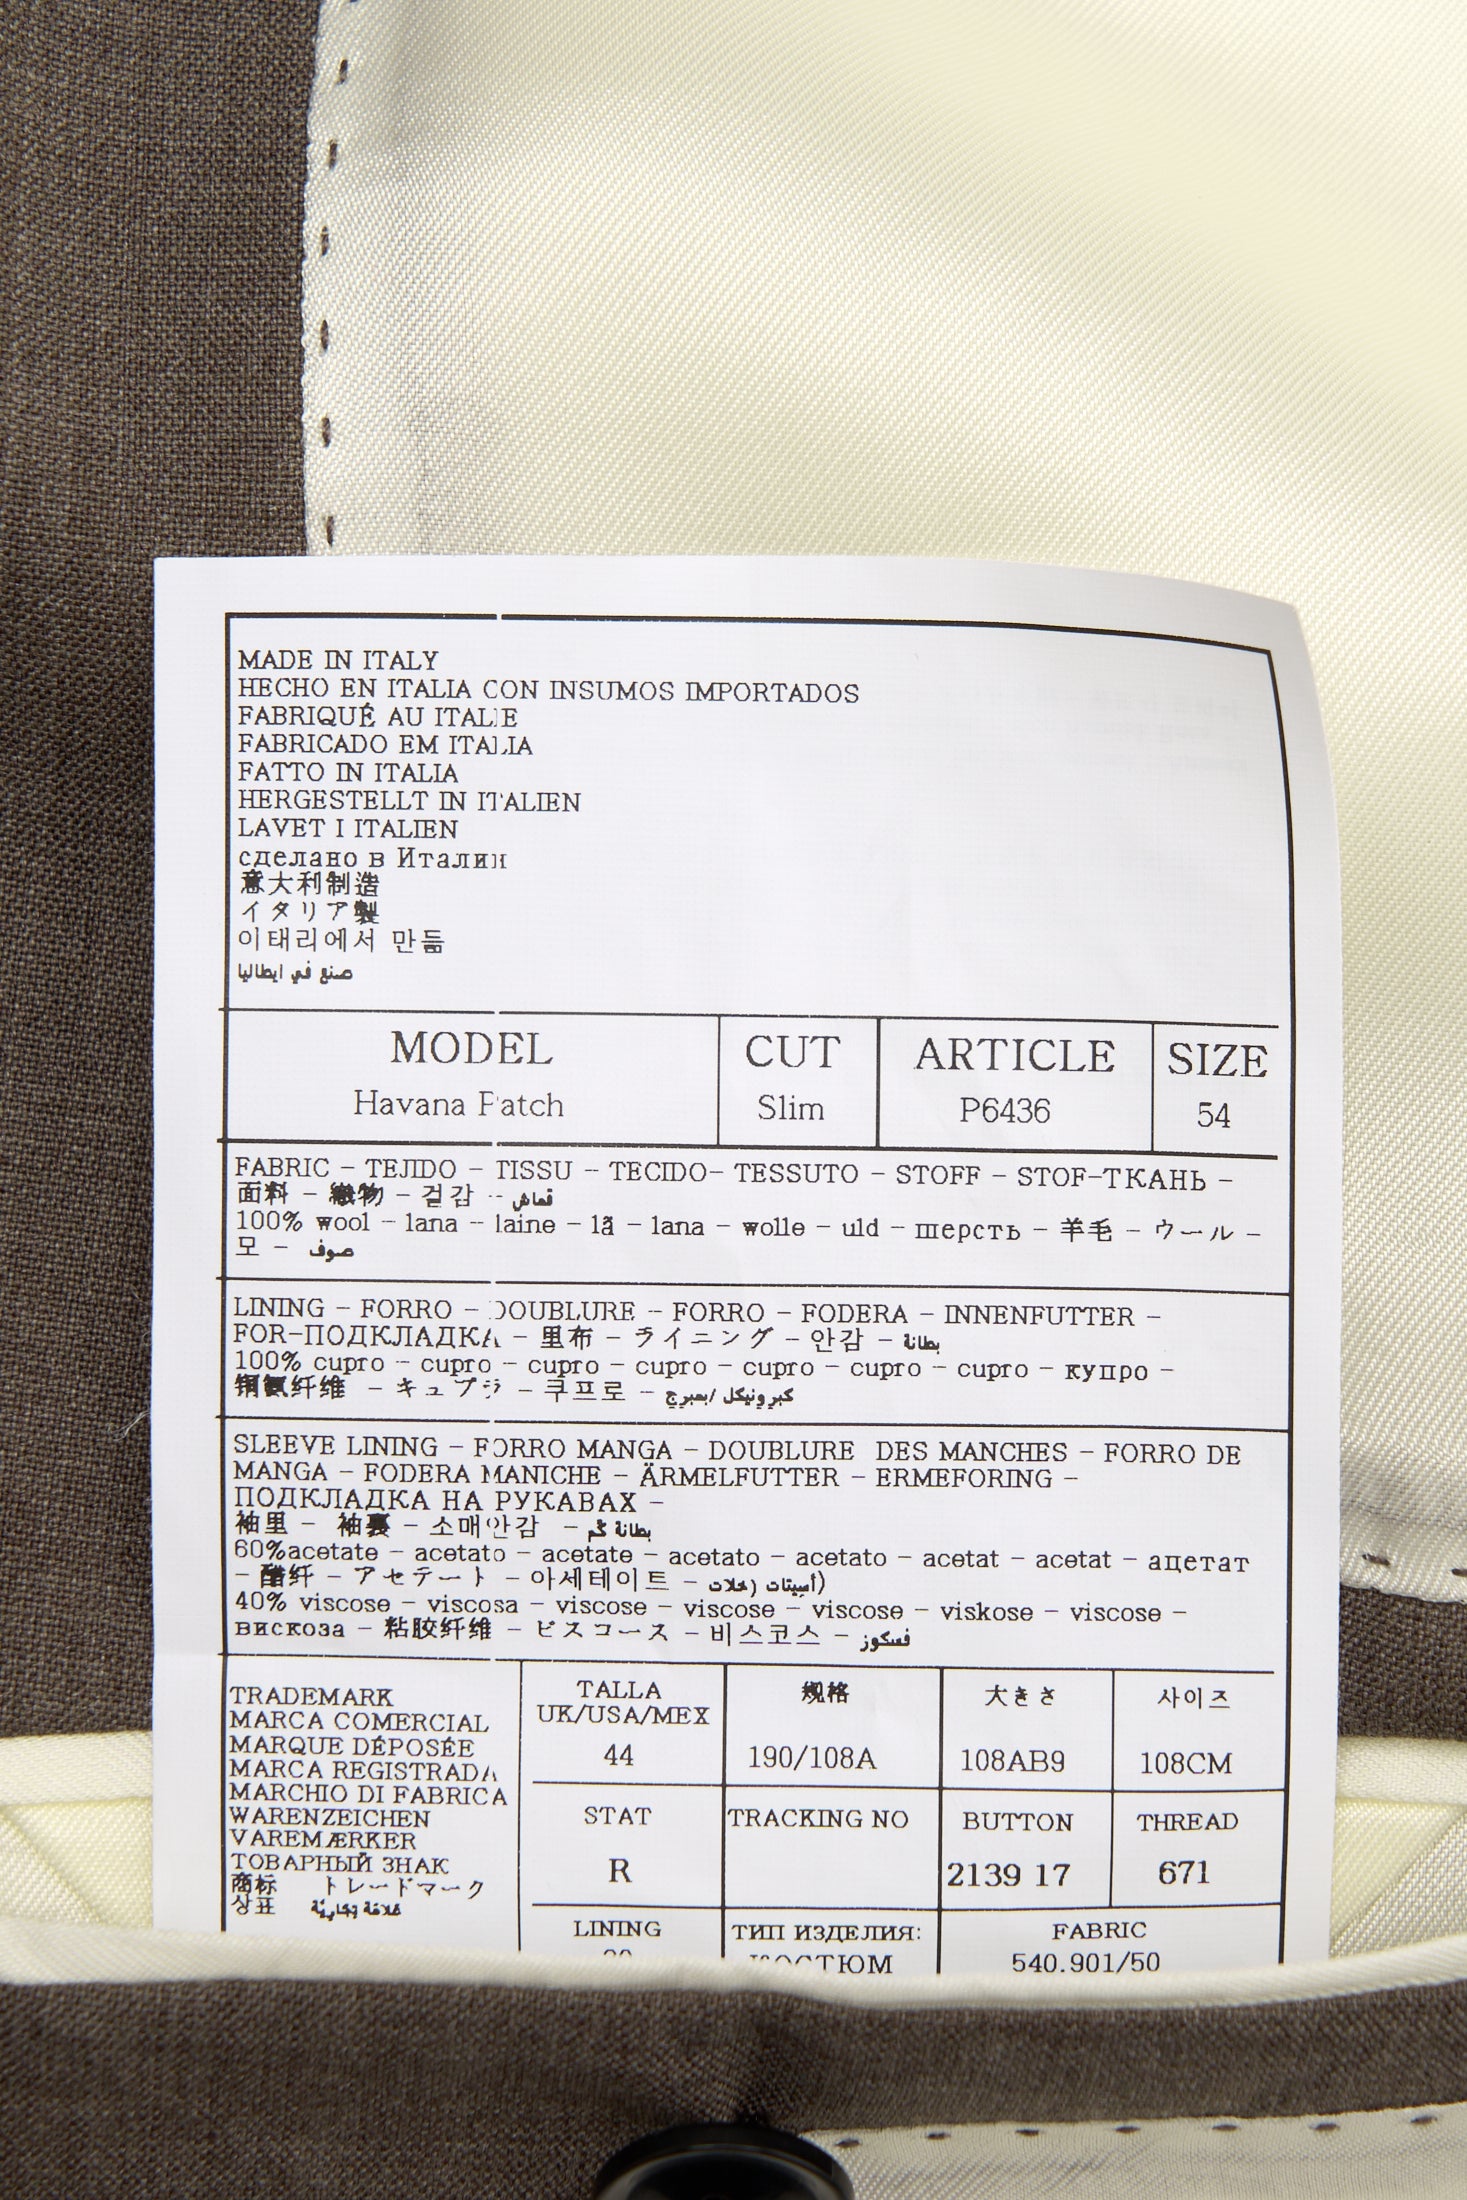 MADE IN ITALY
HECHO EN ITALIA CON INSUMOS IMPORTADOS
FABRIQUÉ AU ITALIE
FABRICADO EM ITALIA
FATTO IN ITALIA
HERGESTELLT IN ITALIEN
LAVET I ITALIEN
сделано в Италии
意大利制造
イタリア製
이태리에서 만듦
صنع في ايطاليا
MODEL CUT ARTICLE SIZE
Havana Patch Slim P6436 54
FABRIC - TEJIDO - TISSU - TECIDO- TESSUTO - STOFF - STOF-ТКАНЬ -
面料 - 織物 - 겉감 - قماش
100% wool - lana - laine - lã - lana - wolle - uld - шерсть - 羊毛 - ウール -
모 - صوف
LINING - FORRO - DOUBLURE - FORRO - FODERA - INNENFUTTER -
FOR-ПОДКЛАДКА - 里布 - ライニング - 안감 - بطانة
100% cupro - cupro - cupro - cupro - cupro - cupro - cupro - купро -
铜氨纤维 - キュプラ - 쿠프로 - كبرونيكل /بمبرج
SLEEVE LINING - FORRO MANGA - DOUBLURE DES MANCHES - FORRO DE
MANGA - FODERA MANICHE - ÄRMELFUTTER - ERMEFORING -
ПОДКЛАДКА НА РУКАВАХ -
袖里 - 袖裏 - 소매안감 - بطانة كم
60%acetate - acetato - acetate - acetato - acetato - acetat - acetat - ацетат
- 醋纤 - アセテート - 아세테이트 - أسيتات (خلات)
40% viscose - viscosa - viscose - viscose - viscose - viskose - viscose -
вискоза - 粘胶纤维 - ビスコース - 비스코스 - فسكوز
TRADEMARK
MARCA COMERCIAL
MARQUE DÉPOSÉE
MARCA REGISTRADA
MARCHIO DI FABRICA
WARENZEICHEN
VAREMÆRKER
ТОВАРНЫЙ ЗНАК
商标 トレードマーク
상표 علامة تجارية
TALLA 规格 大きさ 사이즈
UK/USA/MEX
44 190/108A 108AB9 108CM
STAT TRACKING NO BUTTON THREAD
R 2139 17 671
LINING ТИП ИЗДЕЛИЯ: FABRIC
КОСТЮМ 540.901/50